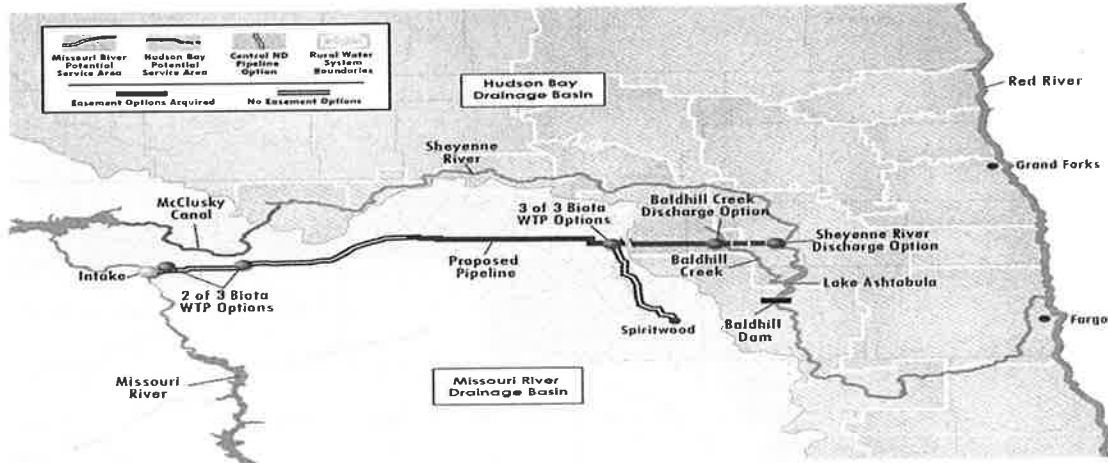 Missouri River
Potential
Service Area
Hudson Bay
Potential
Service Area
Central ND
Pipeline
Option
Rural Water
System
Boundaries
Easement Options Acquired
No Easement Options
Hudson Bay
Drainage Basin
Red River
Sheyenne
River
Grand Forks
McClusky
Canal
3 of 3 Biota
WTP Options
Baldhill Creek
Discharge Option
Sheyenne River
Discharge Option
Intake
Proposed
Pipeline
Baldhill
Creek
Lake Ashtabula
2 of 3 Biota
WTP Options
Spiritwood
Baldhill
Dam
Fargo
Missouri
River
Missouri River
Drainage Basin